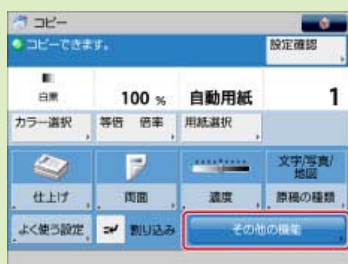 コピー
コピーできます。
設定確認
白黒
100 %
自動用紙
1
カラー選択
等倍
倍率
用紙選択
文字/写真/
地図
仕上げ
両面
濃度
原稿の種類
よく使う設定
割り込み
その他の機能